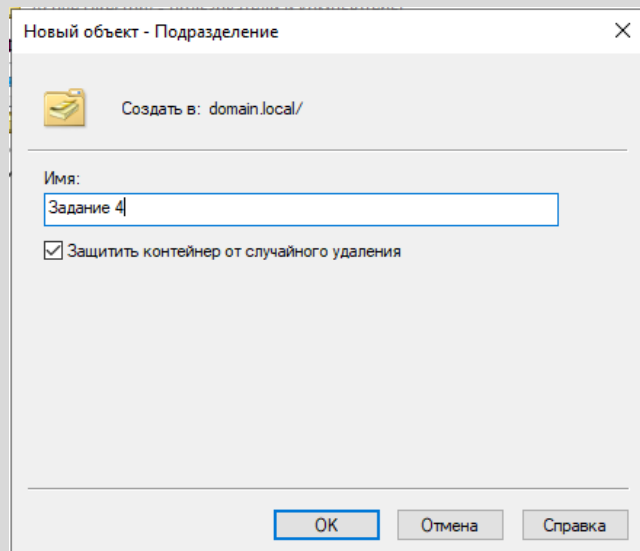 Новый объект - Подразделение
Создать в: domain.local/
Имя:
Задание 4
Защитить контейнер от случайного удаления
OK
Отмена
Справка